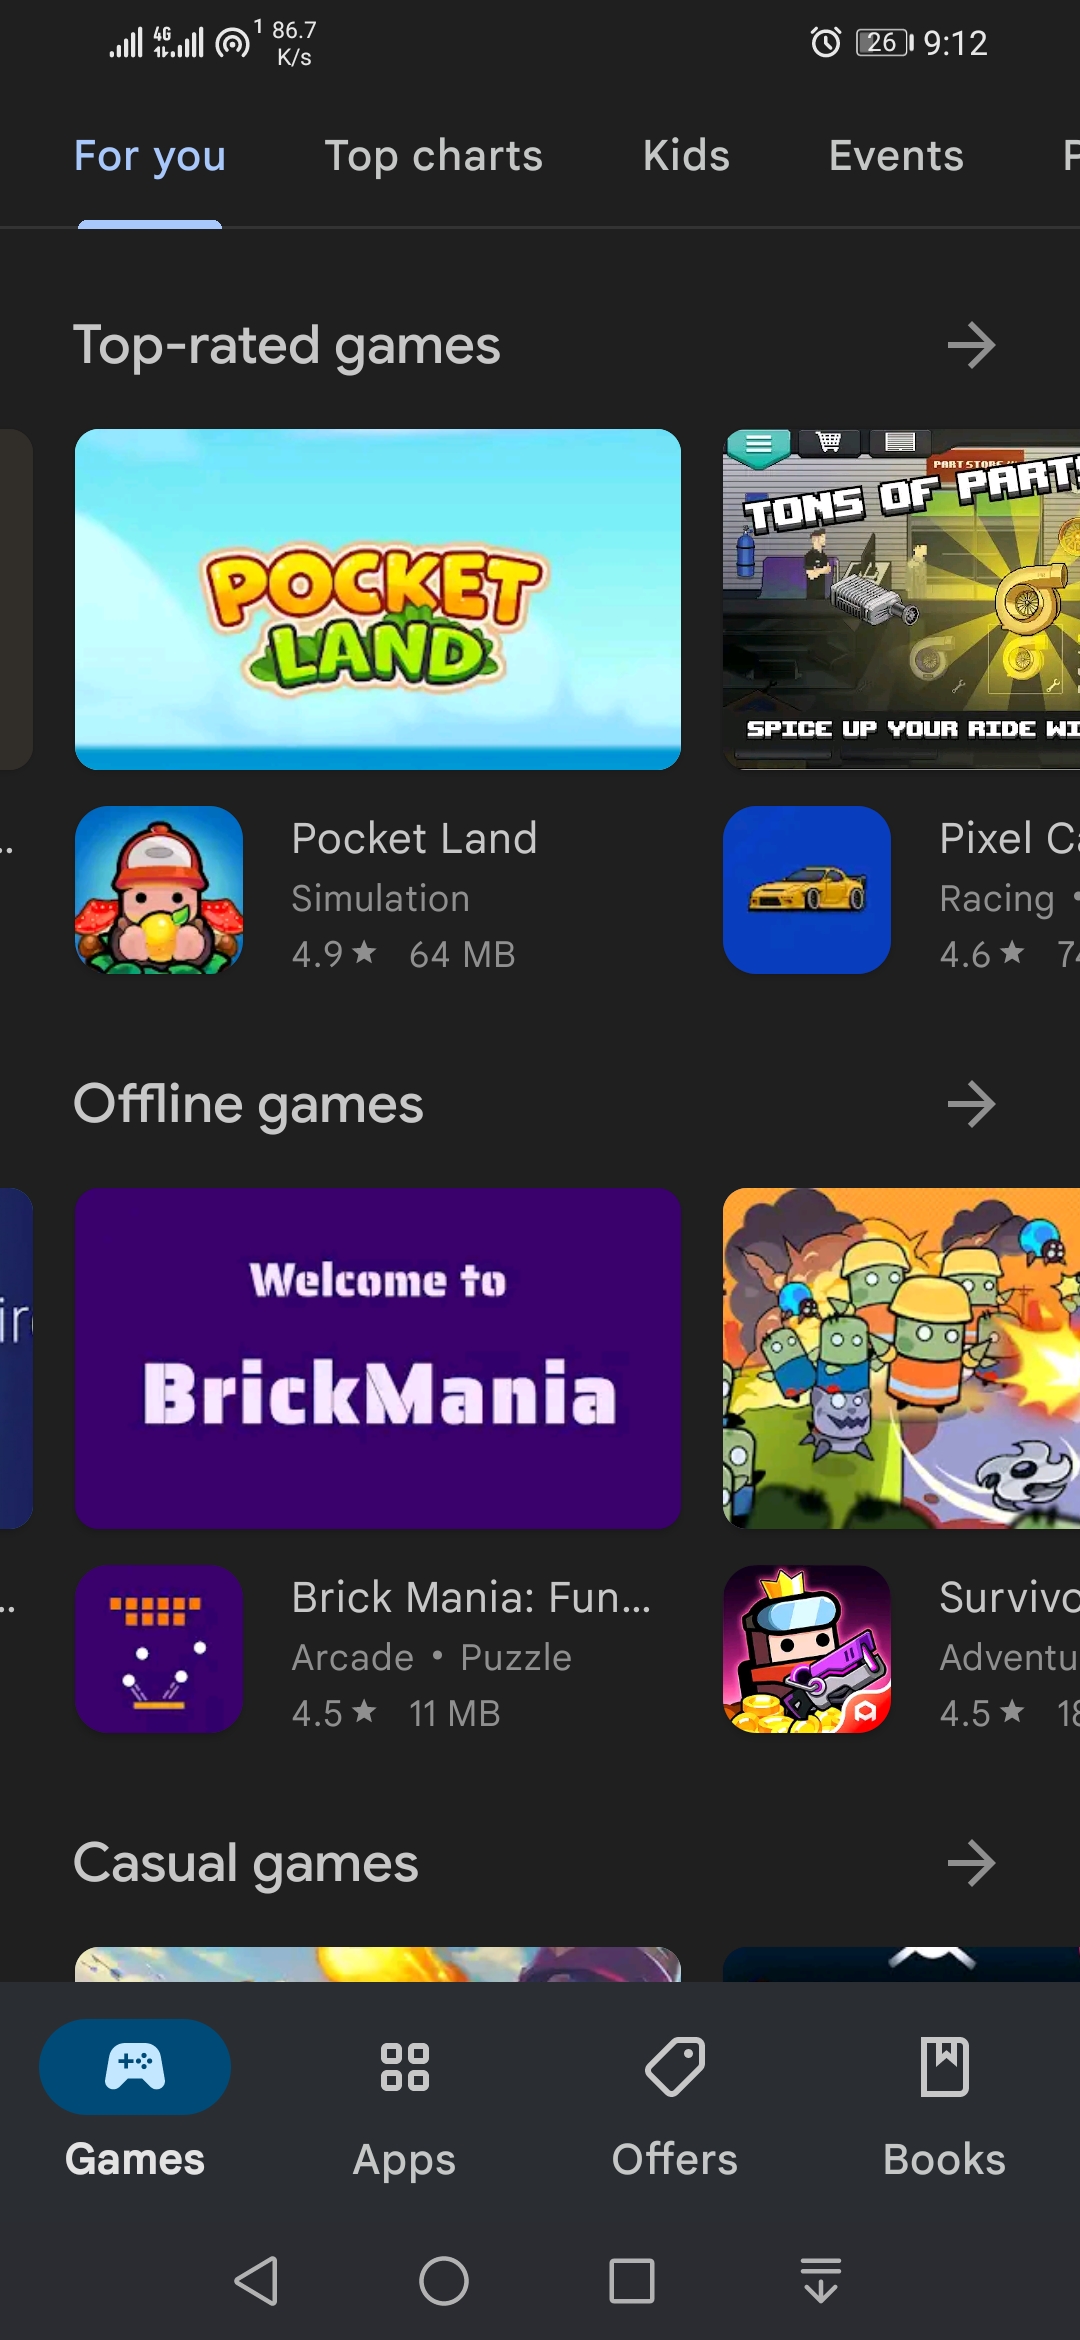 4G 1 86.7 K/s 26 9:12
For you Top charts Kids Events
Top-rated games
POCKET
LAND
PART STORE
TONS OF PARTS
SPICE UP YOUR RIDE WI
Pocket Land
Simulation
4.9★ 64 MB
Pixel Ca
Racing •
4.6★ 74
Offline games
Welcome to
BrickMania
Brick Mania: Fun...
Arcade • Puzzle
4.5★ 11 MB
Survivo
Adventu
4.5★ 18
Casual games
Games Apps Offers Books